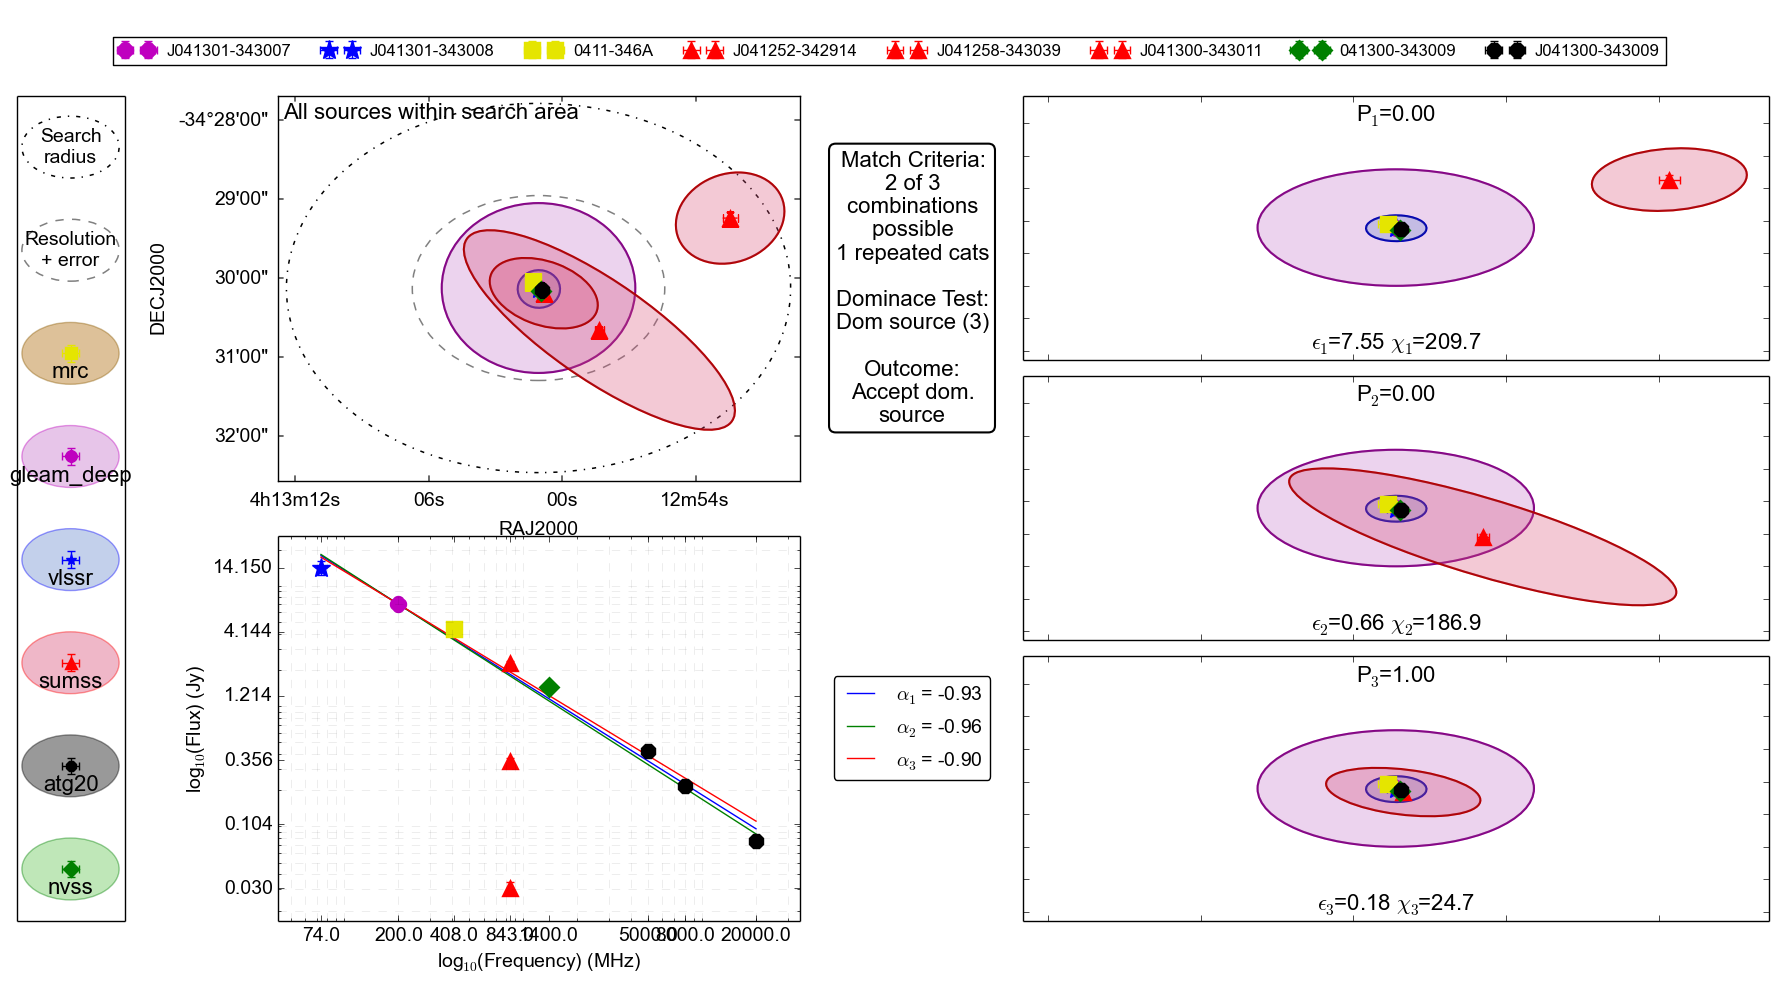 J041301-343007
J041301-343008
0411-346A
J041252-342914
J041258-343039
J041300-343011
041300-343009
J041300-343009
Search
radius
Resolution
+ error
mrc
gleam_deep
vlssr
sumss
atg20
nvss
All sources within search area
-34°28'00"
29'00"
30'00"
31'00"
32'00"
DECJ2000
4h13m12s
06s
00s
12m54s
RAJ2000
14.150
4.144
1.214
0.356
0.104
0.030
log10(Flux) (Jy)
74.0
200.0
408.0
843.0
1400.0
5000.0
8000.0
20000.0
log10(Frequency) (MHz)
Match Criteria:
2 of 3
combinations
possible
1 repeated cats
Dominace Test:
Dom source (3)
Outcome:
Accept dom.
source
α1 = -0.93
α2 = -0.96
α3 = -0.90
P1=0.00
ϵ1=7.55 χ1=209.7
P2=0.00
ϵ2=0.66 χ2=186.9
P3=1.00
ϵ3=0.18 χ3=24.7